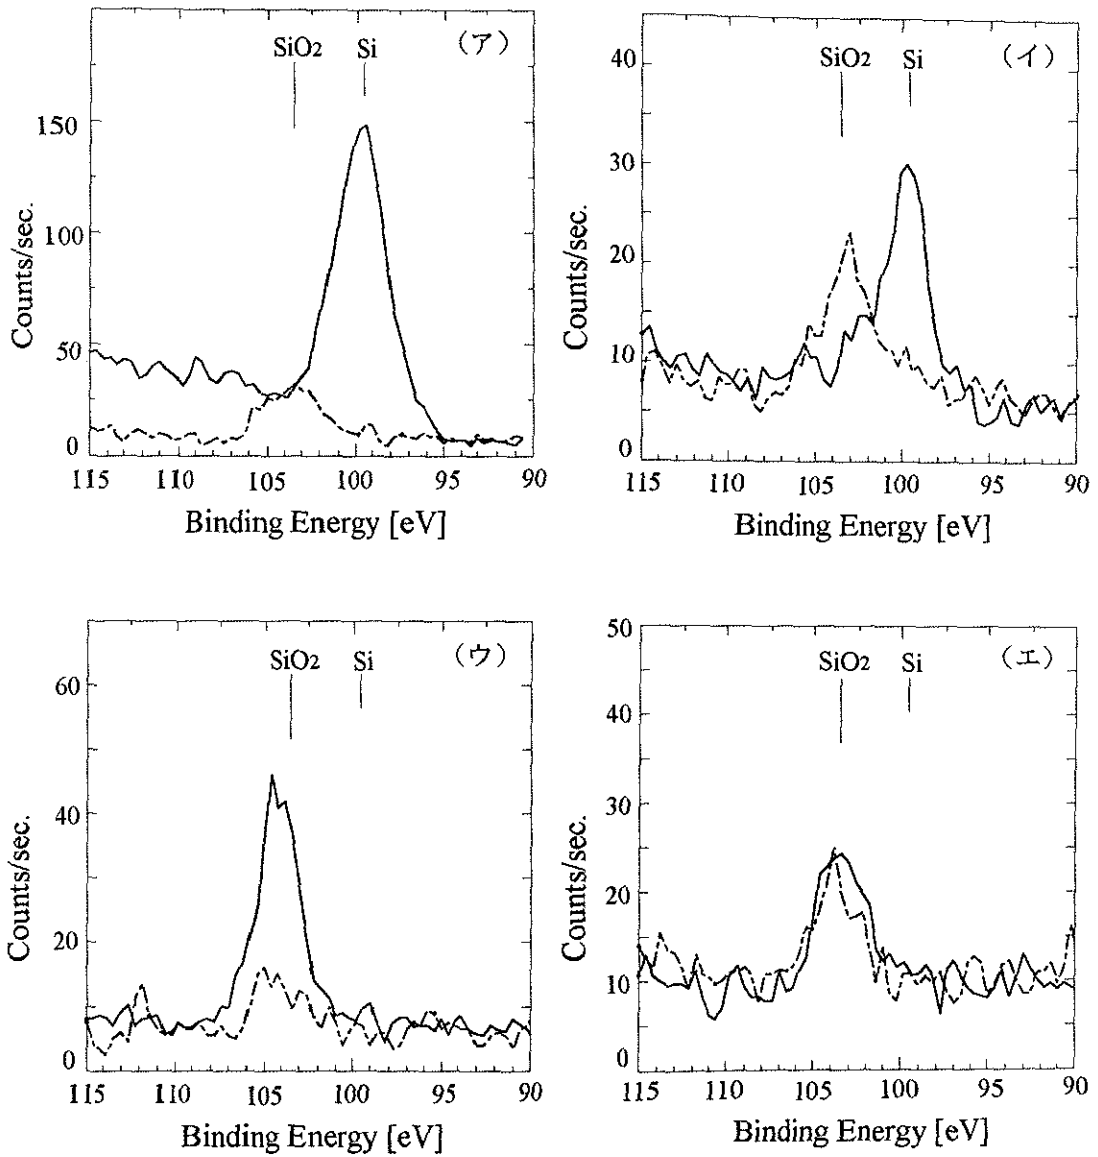 (ア)
SiO2 Si
150
100
50
0
Counts/sec.
115 110 105 100 95 90
Binding Energy [eV]
(イ)
SiO2 Si
40
30
20
10
0
Counts/sec.
115 110 105 100 95 90
Binding Energy [eV]
(ウ)
SiO2 Si
60
40
20
0
Counts/sec.
115 110 105 100 95 90
Binding Energy [eV]
(エ)
SiO2 Si
50
40
30
20
10
0
Counts/sec.
115 110 105 100 95 90
Binding Energy [eV]